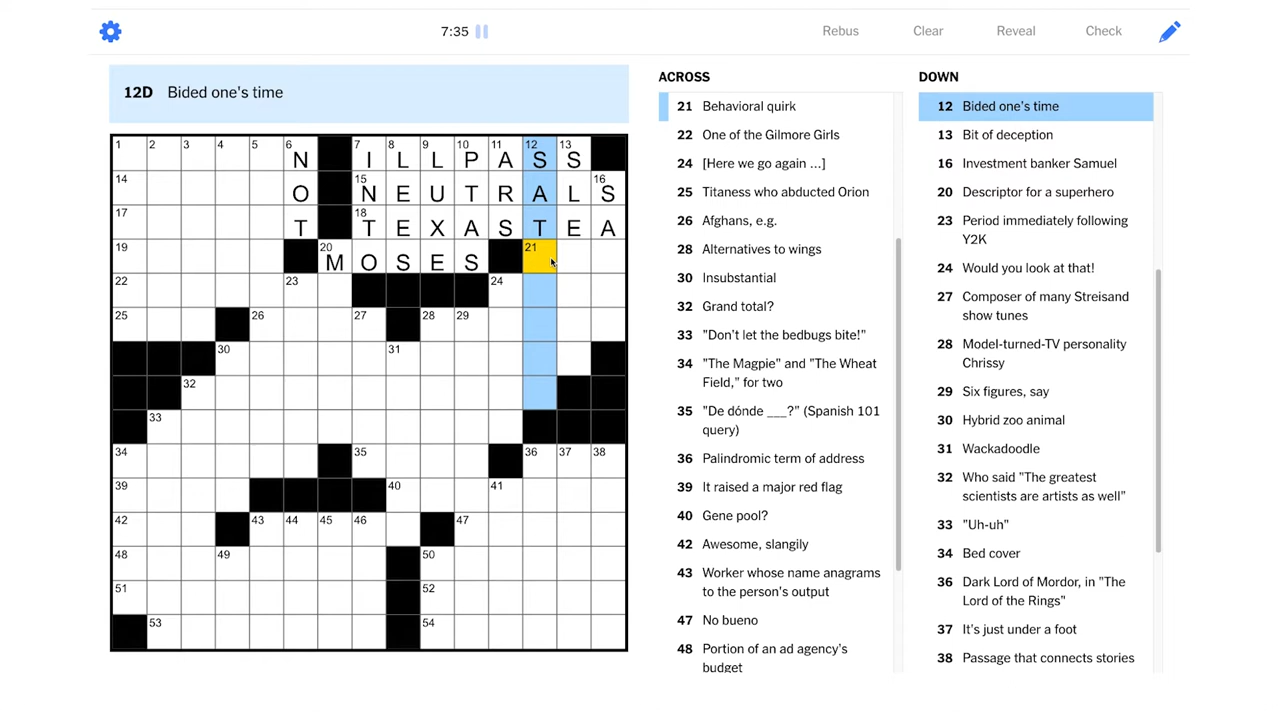 7:35 Rebus Clear Reveal Check
12D Bided one's time
1 2 3 4 5 6 N 7 I 8 L 9 L 10 P 11 A 12 S 13 S
14 O 15 N E U T R A L 16 S
17 T 18 T E X A S T E A
19 20 M O S E S 21
22 23 24
25 26 27 28 29
30 31
32
33
34 35 36 37 38
39 40 41
42 43 44 45 46 47
48 49 50
51 52
53 54
ACROSS
21 Behavioral quirk
22 One of the Gilmore Girls
24 [Here we go again ...]
25 Titaness who abducted Orion
26 Afghans, e.g.
28 Alternatives to wings
30 Insubstantial
32 Grand total?
33 "Don't let the bedbugs bite!"
34 "The Magpie" and "The Wheat
Field," for two
35 "De dónde ___?" (Spanish 101
query)
36 Palindromic term of address
39 It raised a major red flag
40 Gene pool?
42 Awesome, slangily
43 Worker whose name anagrams
to the person's output
47 No bueno
48 Portion of an ad agency's
budget
DOWN
12 Bided one's time
13 Bit of deception
16 Investment banker Samuel
20 Descriptor for a superhero
23 Period immediately following
Y2K
24 Would you look at that!
27 Composer of many Streisand
show tunes
28 Model-turned-TV personality
Chrissy
29 Six figures, say
30 Hybrid zoo animal
31 Wackadoodle
32 Who said "The greatest
scientists are artists as well"
33 "Uh-uh"
34 Bed cover
36 Dark Lord of Mordor, in "The
Lord of the Rings"
37 It's just under a foot
38 Passage that connects stories